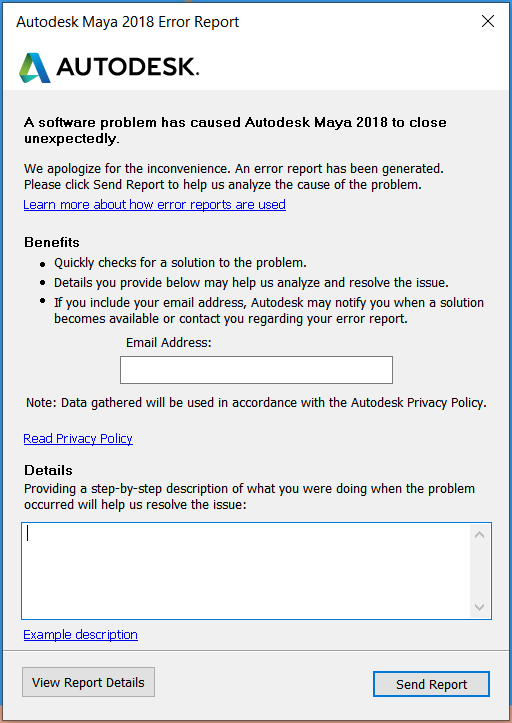 Autodesk Maya 2018 Error Report
AUTODESK.
A software problem has caused Autodesk Maya 2018 to close
unexpectedly.
We apologize for the inconvenience. An error report has been generated.
Please click Send Report to help us analyze the cause of the problem.
Learn more about how error reports are used
Benefits
• Quickly checks for a solution to the problem.
• Details you provide below may help us analyze and resolve the issue.
• If you include your email address, Autodesk may notify you when a solution
becomes available or contact you regarding your error report.
Email Address:
Note: Data gathered will be used in accordance with the Autodesk Privacy Policy.
Read Privacy Policy
Details
Providing a step-by-step description of what you were doing when the problem
occurred will help us resolve the issue:
Example description
View Report Details
Send Report